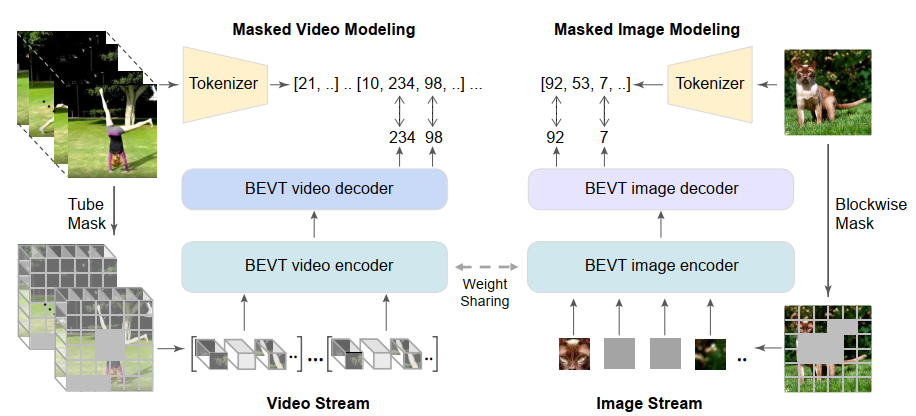 Masked Video Modeling
Masked Image Modeling
Tokenizer
[21, ..] .. [10, 234, 98, ..] ...
[92, 53, 7, ..]
Tokenizer
234 98
92 7
BEVT video decoder
BEVT image decoder
Tube
Mask
Blockwise
Mask
BEVT video encoder
BEVT image encoder
Weight
Sharing
[ .. ] ... [ .. ]
..
Video Stream
Image Stream